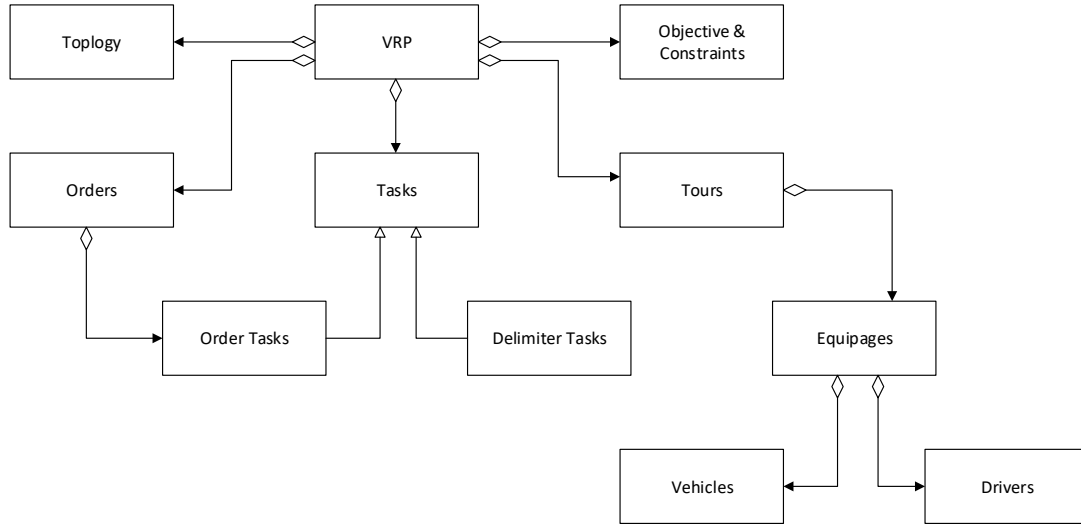 Toplogy
VRP
Objective &
Constraints
Orders
Tasks
Tours
Order Tasks
Delimiter Tasks
Equipages
Vehicles
Drivers